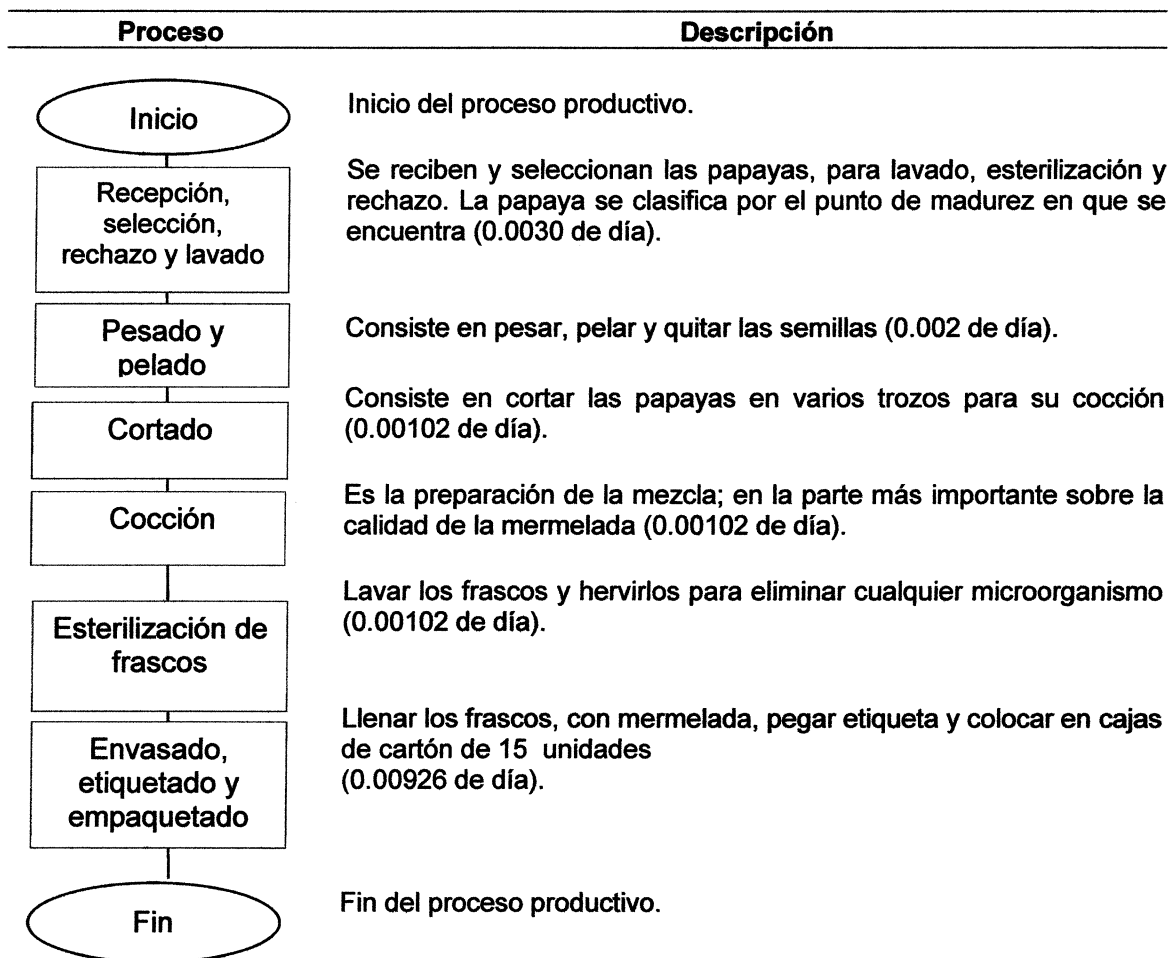 Proceso Descripción
Inicio
Inicio del proceso productivo.
Recepción,
selección,
rechazo y lavado
Se reciben y seleccionan las papayas, para lavado, esterilización y
rechazo. La papaya se clasifica por el punto de madurez en que se
encuentra (0.0030 de día).
Pesado y
pelado
Consiste en pesar, pelar y quitar las semillas (0.002 de día).
Cortado
Consiste en cortar las papayas en varios trozos para su cocción
(0.00102 de día).
Cocción
Es la preparación de la mezcla; en la parte más importante sobre la
calidad de la mermelada (0.00102 de día).
Esterilización de
frascos
Lavar los frascos y hervirlos para eliminar cualquier microorganismo
(0.00102 de día).
Envasado,
etiquetado y
empaquetado
Llenar los frascos, con mermelada, pegar etiqueta y colocar en cajas
de cartón de 15 unidades
(0.00926 de día).
Fin
Fin del proceso productivo.